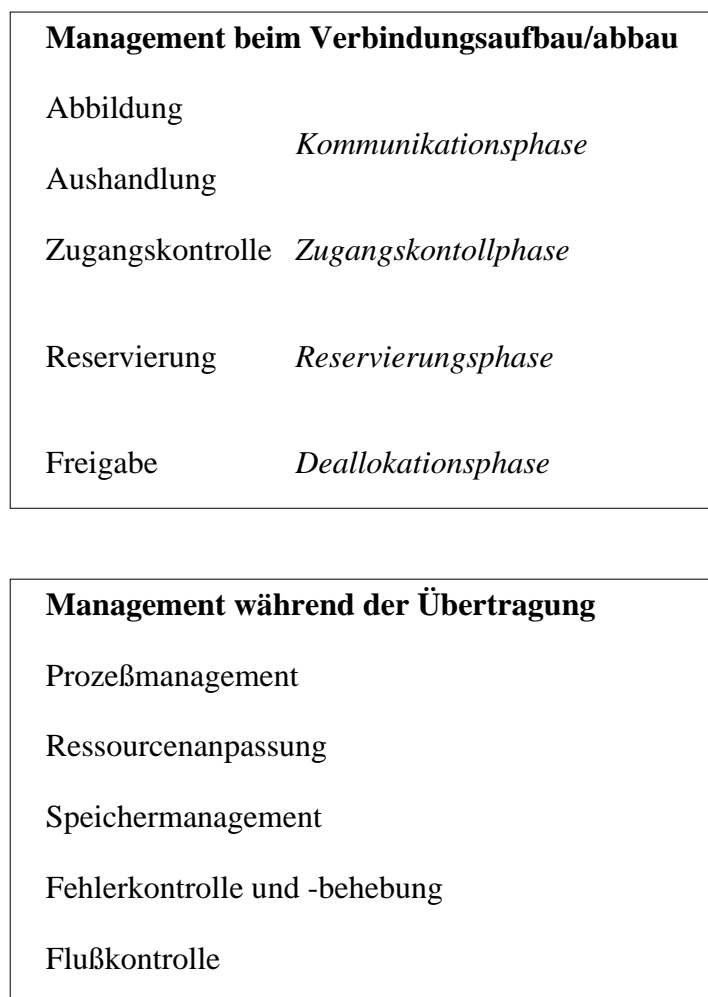 Management beim Verbindungsaufbau/abbau
Abbildung
Kommunikationsphase
Aushandlung
Zugangskontrolle Zugangskontollphase
Reservierung Reservierungsphase
Freigabe Deallokationsphase
Management während der Übertragung
Prozeßmanagement
Ressourcenanpassung
Speichermanagement
Fehlerkontrolle und -behebung
Flußkontrolle